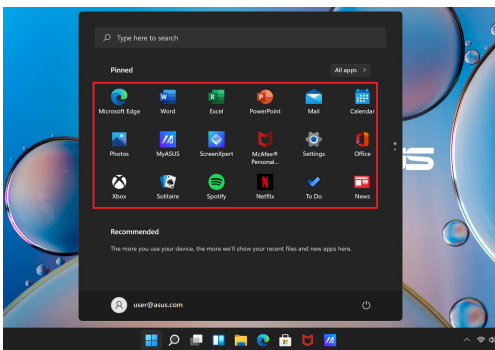 Type here to search
Pinned
All apps >
Microsoft Edge
Word
Excel
PowerPoint
Mail
Calendar
Photos
MyASUS
ScreenXpert
McAfee®
Personal...
Settings
Office
Xbox
Solitaire
Spotify
Netflix
To Do
News
Recommended
The more you use your device, the more we'll show your recent files and new apps here.
user@asus.com